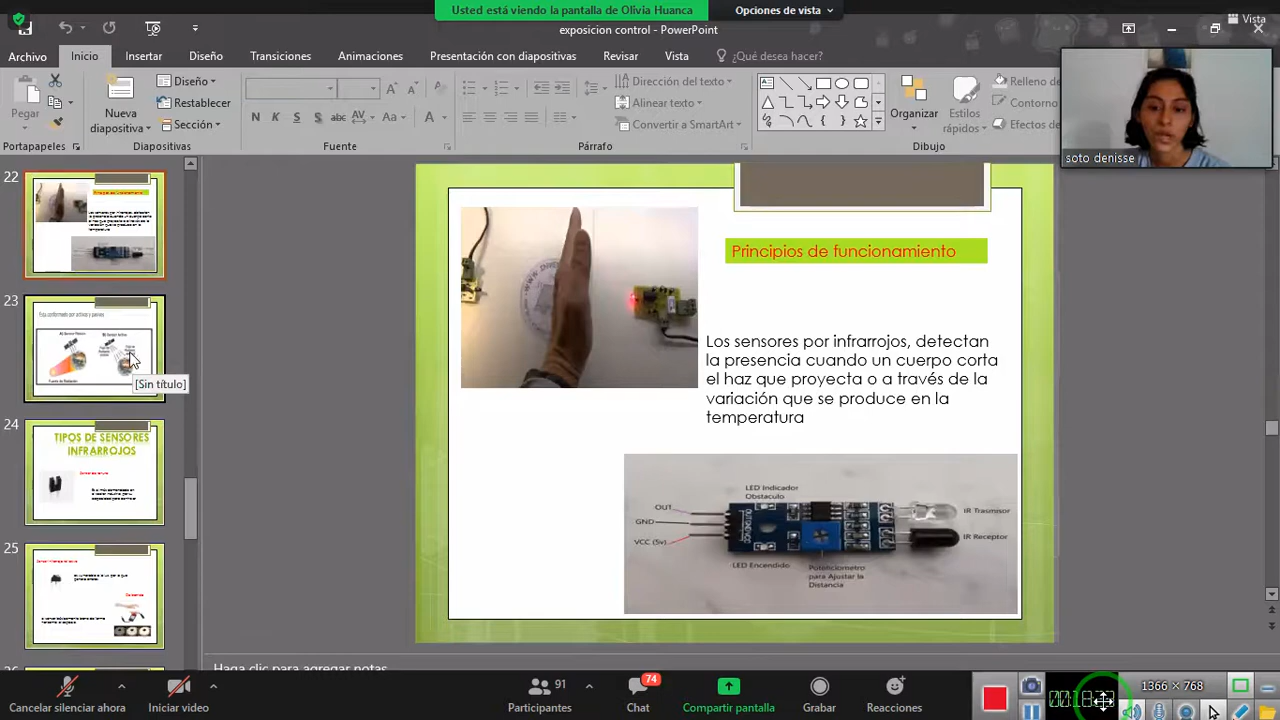 Usted está viendo la pantalla de Olivia Huanca
Opciones de vista
Vista
exposicion control - PowerPoint
Archivo
Inicio
Insertar
Diseño
Transiciones
Animaciones
Presentación con diapositivas
Revisar
Vista
¿Qué desea hacer?
Pegar
Nueva
diapositiva
Diseño
Restablecer
Sección
N K S abc AV Aa A
Dirección del texto
Alinear texto
Convertir a SmartArt
Organizar
Estilos
rápidos
Relleno de
Contorno
Efectos de
Portapapeles
Diapositivas
Fuente
Párrafo
Dibujo
soto denisse
22
23
[Sin título]
24
TIPOS DE SENSORES
INFRARROJOS
25
Principios de funcionamiento
Los sensores por infrarrojos, detectan
la presencia cuando un cuerpo corta
el haz que proyecta o a través de la
variación que se produce en la
temperatura
LED Indicador
Obstaculo
OUT
GND
VCC (5v)
LED Encendido
Potenciometro
para Ajustar la
Distancia
IR Trasmisor
IR Receptor
Haga clic para agregar notas
Cancelar silenciar ahora
Iniciar video
91
Participantes
74
Chat
Compartir pantalla
Grabar
Reacciones
1366 × 768